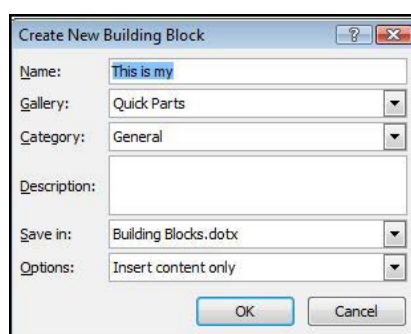 Create New Building Block
Name: This is my
Gallery: Quick Parts
Category: General
Description:
Save in: Building Blocks.dotx
Options: Insert content only
OK Cancel